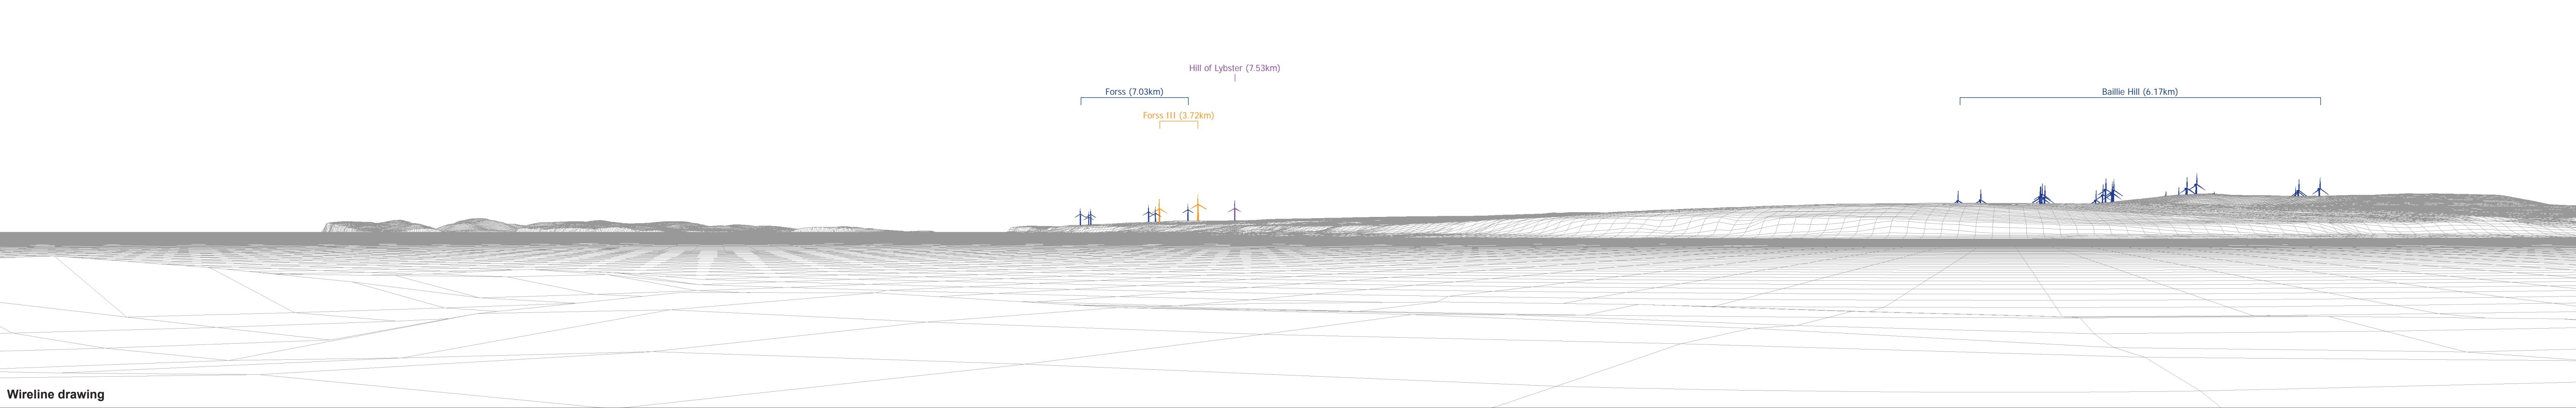 Hill of Lybster (7.53km)
Forss (7.03km)
Baillie Hill (6.17km)
Forss III (3.72km)
Wireline drawing